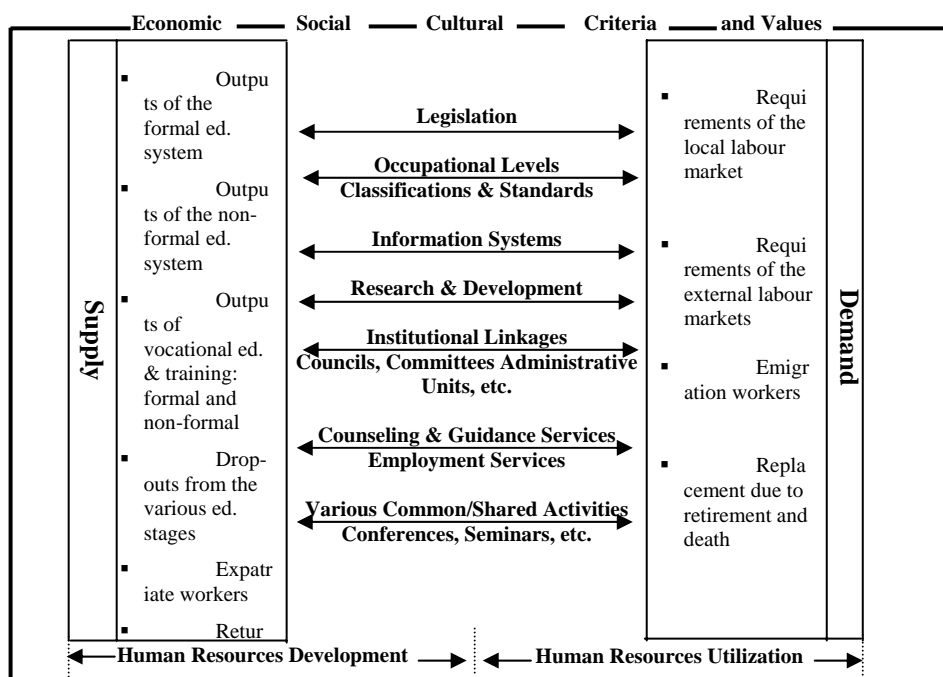 Economic Social Cultural Criteria and Values
Supply
▪ Outpu
ts of the
formal ed.
system
▪ Outpu
ts of the non-
formal ed.
system
▪ Outpu
ts of
vocational ed.
& training:
formal and
non-formal
▪ Drop-
outs from the
various ed.
stages
▪ Expatr
iate workers
▪ Retur
Legislation
Occupational Levels
Classifications & Standards
Information Systems
Research & Development
Institutional Linkages
Councils, Committees Administrative
Units, etc.
Counseling & Guidance Services
Employment Services
Various Common/Shared Activities
Conferences, Seminars, etc.
▪ Requi
rements of the
local labour
market
▪ Requi
rements of the
external labour
markets
▪ Emigr
ation workers
▪ Repla
cement due to
retirement and
death
Demand
Human Resources Development
Human Resources Utilization